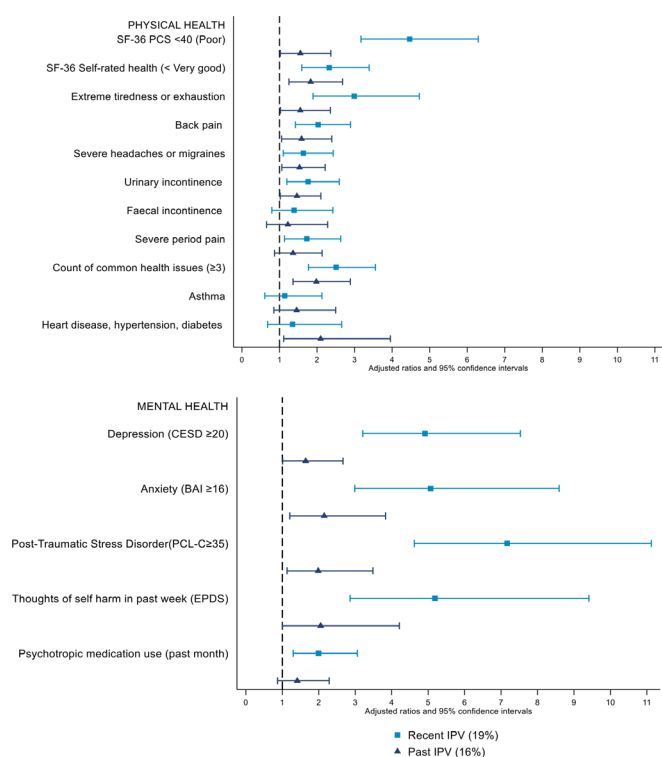 PHYSICAL HEALTH
SF-36 PCS <40 (Poor)
SF-36 Self-rated health (< Very good)
Extreme tiredness or exhaustion
Back pain
Severe headaches or migraines
Urinary incontinence
Faecal incontinence
Severe period pain
Count of common health issues (≥3)
Asthma
Heart disease, hypertension, diabetes
0 1 2 3 4 5 6 7 8 9 10 11
Adjusted ratios and 95% confidence intervals
MENTAL HEALTH
Depression (CESD ≥20)
Anxiety (BAI ≥16)
Post-Traumatic Stress Disorder(PCL-C≥35)
Thoughts of self harm in past week (EPDS)
Psychotropic medication use (past month)
0 1 2 3 4 5 6 7 8 9 10 11
Adjusted ratios and 95% confidence intervals
Recent IPV (19%)
Past IPV (16%)